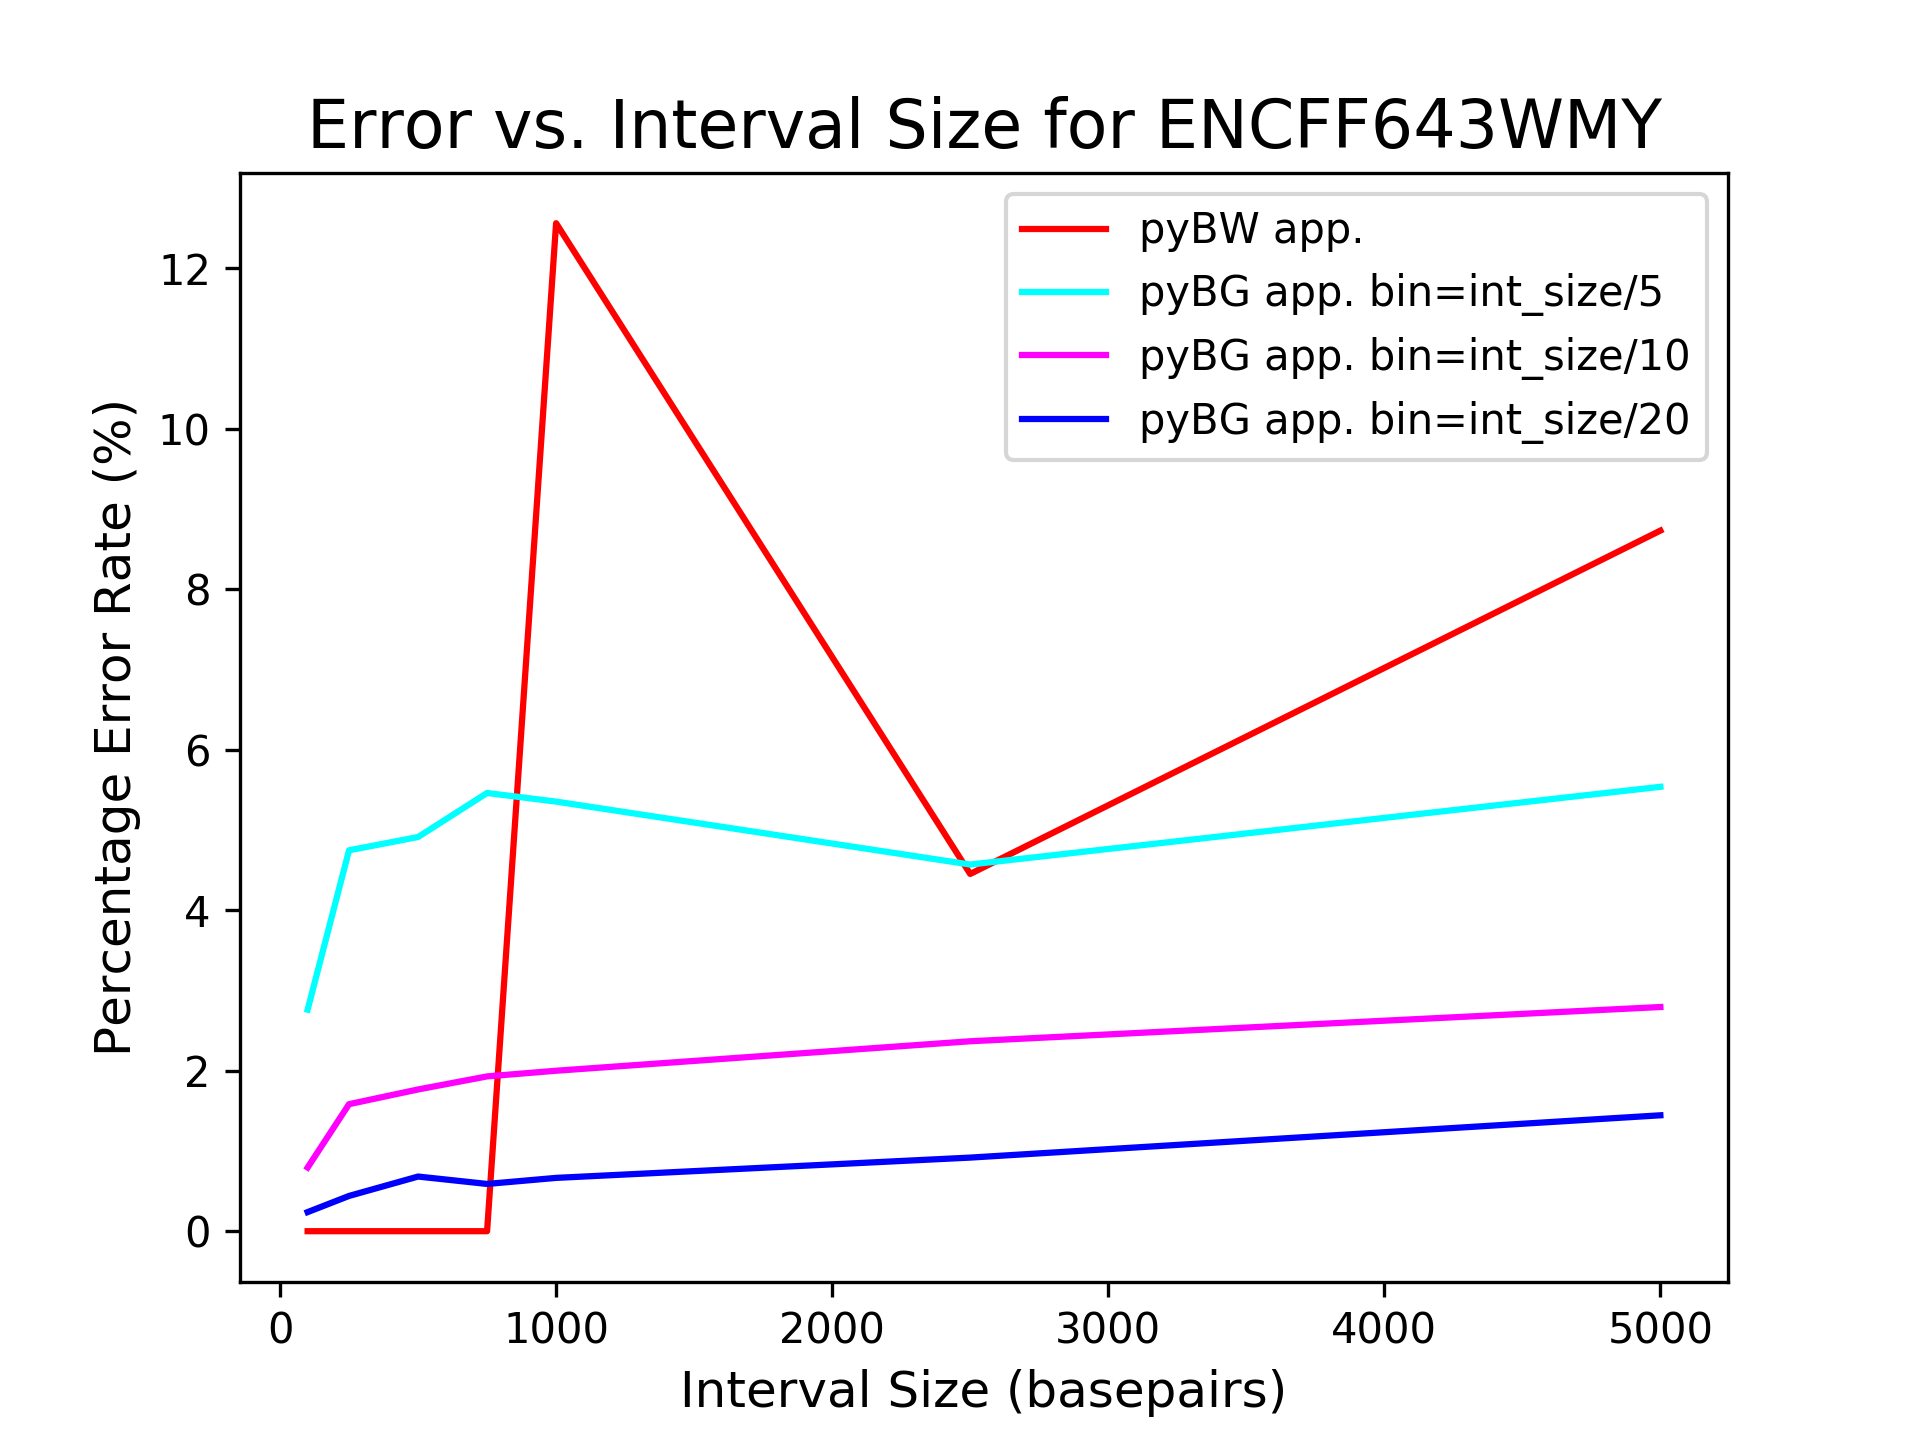 Error vs. Interval Size for ENCFF643WMY
pyBW app.
pyBG app. bin=int_size/5
pyBG app. bin=int_size/10
pyBG app. bin=int_size/20
Percentage Error Rate (%)
12
10
8
6
4
2
0
0 1000 2000 3000 4000 5000
Interval Size (basepairs)